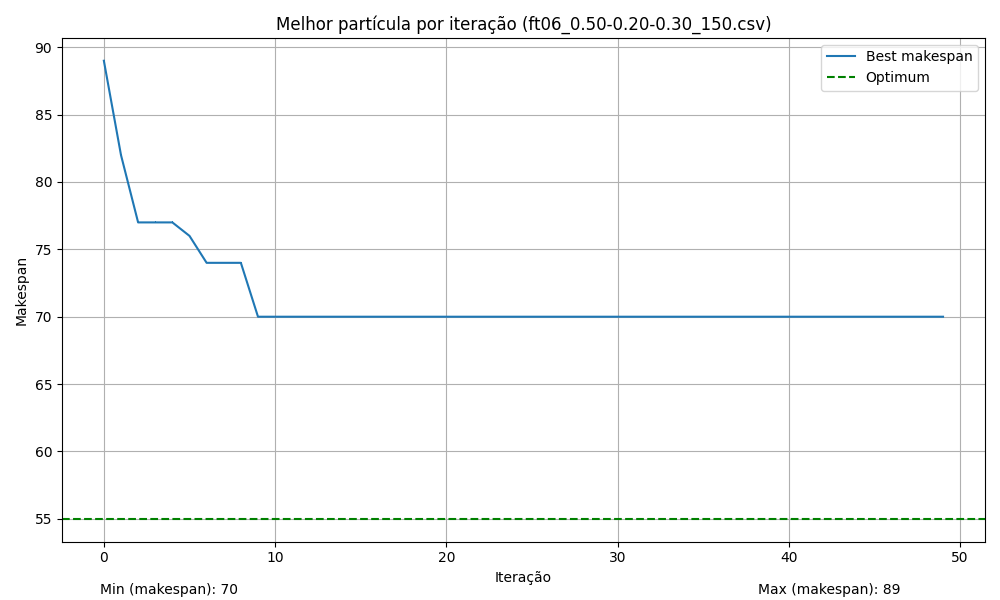 Melhor partícula por iteração (ft06_0.50-0.20-0.30_150.csv)
Best makespan
Optimum
Makespan
90
85
80
75
70
65
60
55
0 10 20 30 40 50
Iteração
Min (makespan): 70
Max (makespan): 89